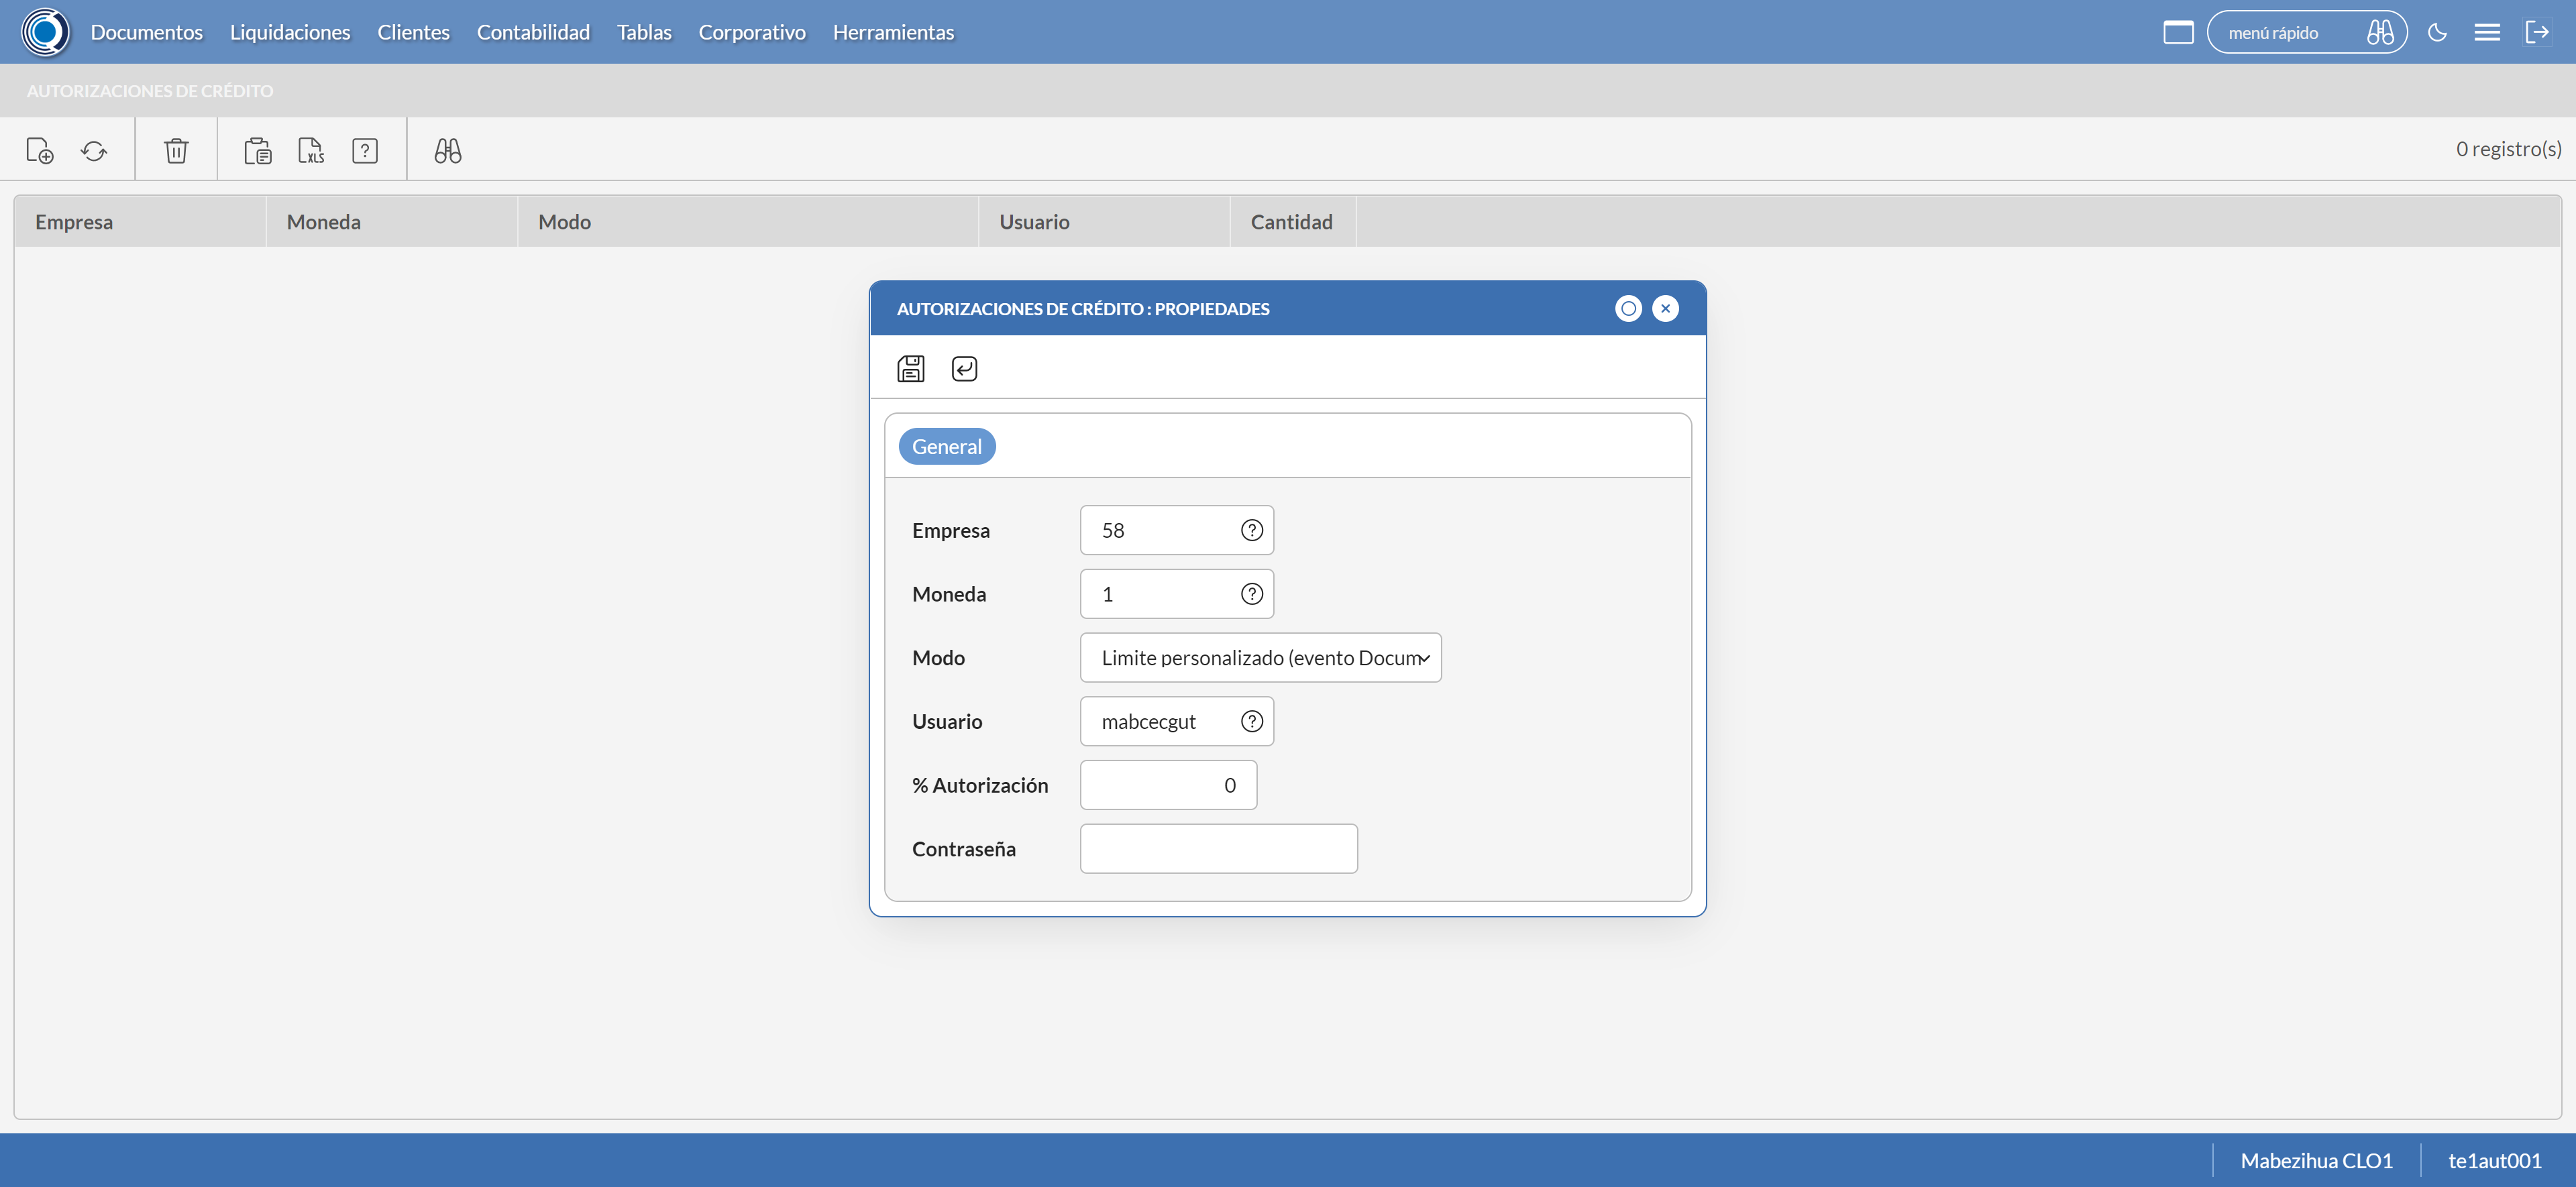 Documentos Liquidaciones Clientes Contabilidad Tablas Corporativo Herramientas menú rápido
AUTORIZACIONES DE CRÉDITO
XLS ? 0 registro(s)
Empresa Moneda Modo Usuario Cantidad
AUTORIZACIONES DE CRÉDITO : PROPIEDADES
General
Empresa 58 ?
Moneda 1 ?
Modo Limite personalizado (evento Docum
Usuario mabcecgut ?
% Autorización 0
Contraseña
Mabezihua CLO1 te1aut001